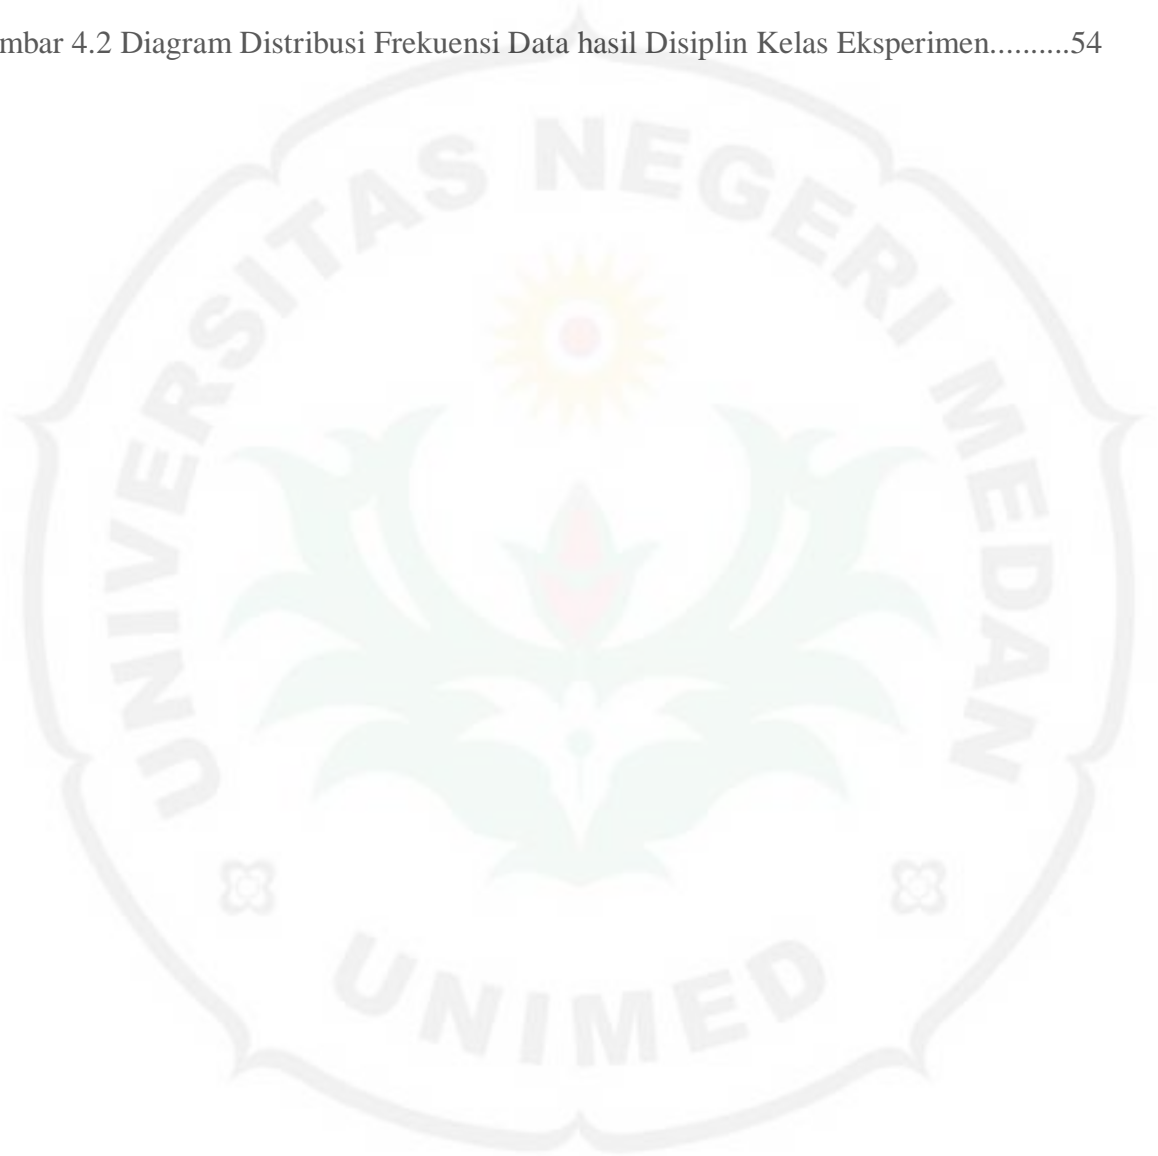 mbar 4.2 Diagram Distribusi Frekuensi Data hasil Disiplin Kelas Eksperimen..........54
UNIVERSITAS NEGERI MEDAN
UNIMED